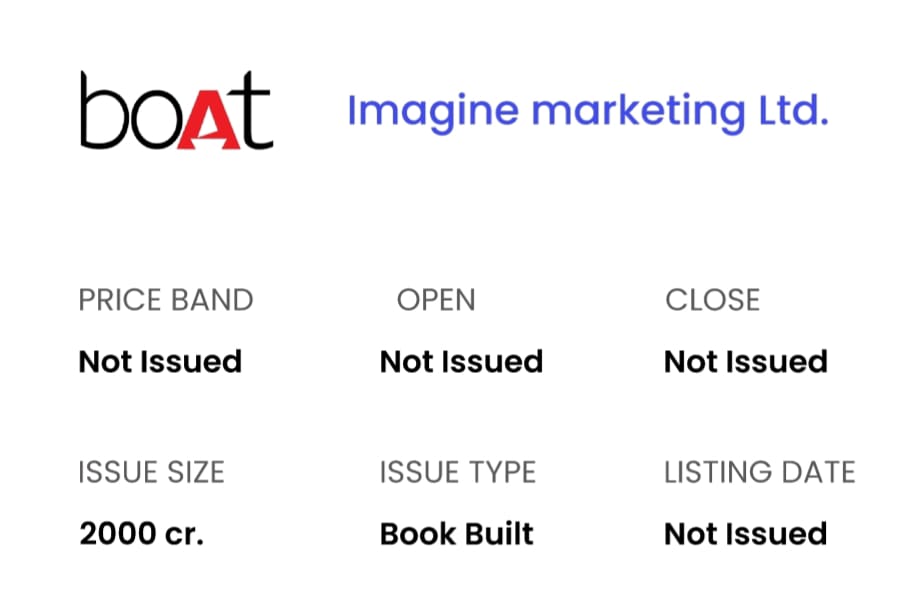 boAt
Imagine marketing Ltd.
PRICE BAND OPEN CLOSE
Not Issued Not Issued Not Issued
ISSUE SIZE ISSUE TYPE LISTING DATE
2000 cr. Book Built Not Issued